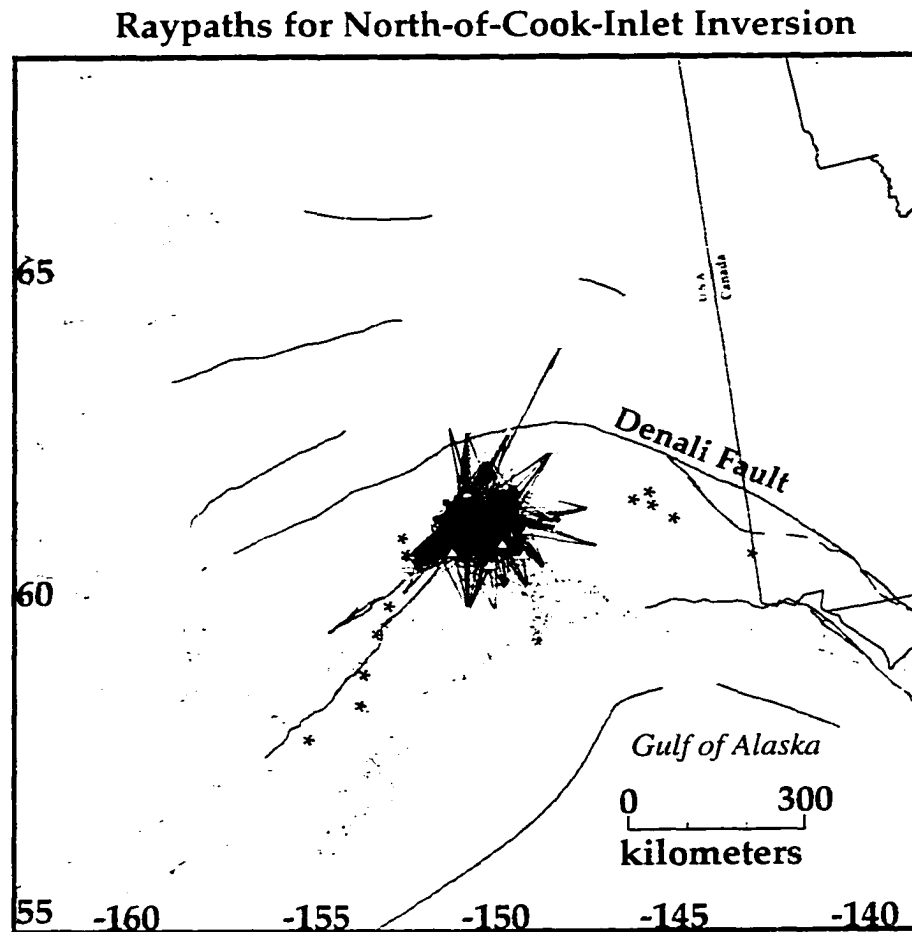 Raypaths for North-of-Cook-Inlet Inversion
65
USA
Canada
Denali Fault
60
Gulf of Alaska
0 300
kilometers
55 -160 -155 -150 -145 -140